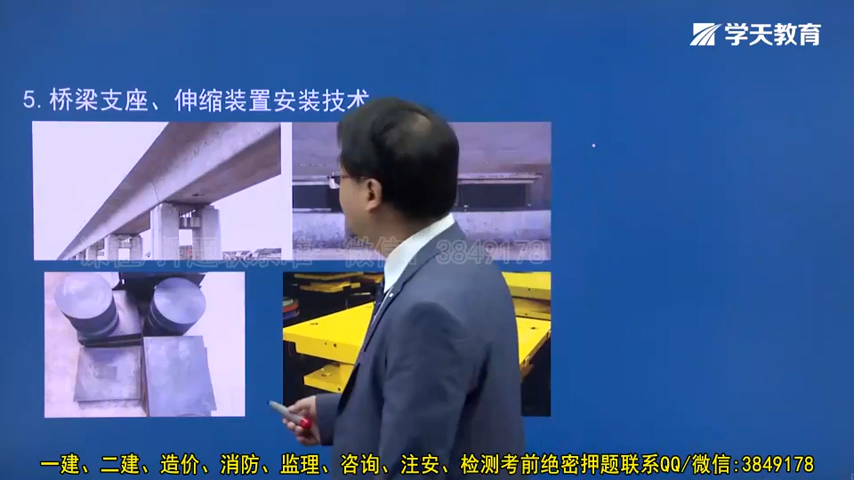 学天教育
5.桥梁支座、伸缩装置安装技术
微信 3849178
一建、二建、造价、消防、监理、咨询、注安、检测考前绝密押题联系QQ/微信:3849178